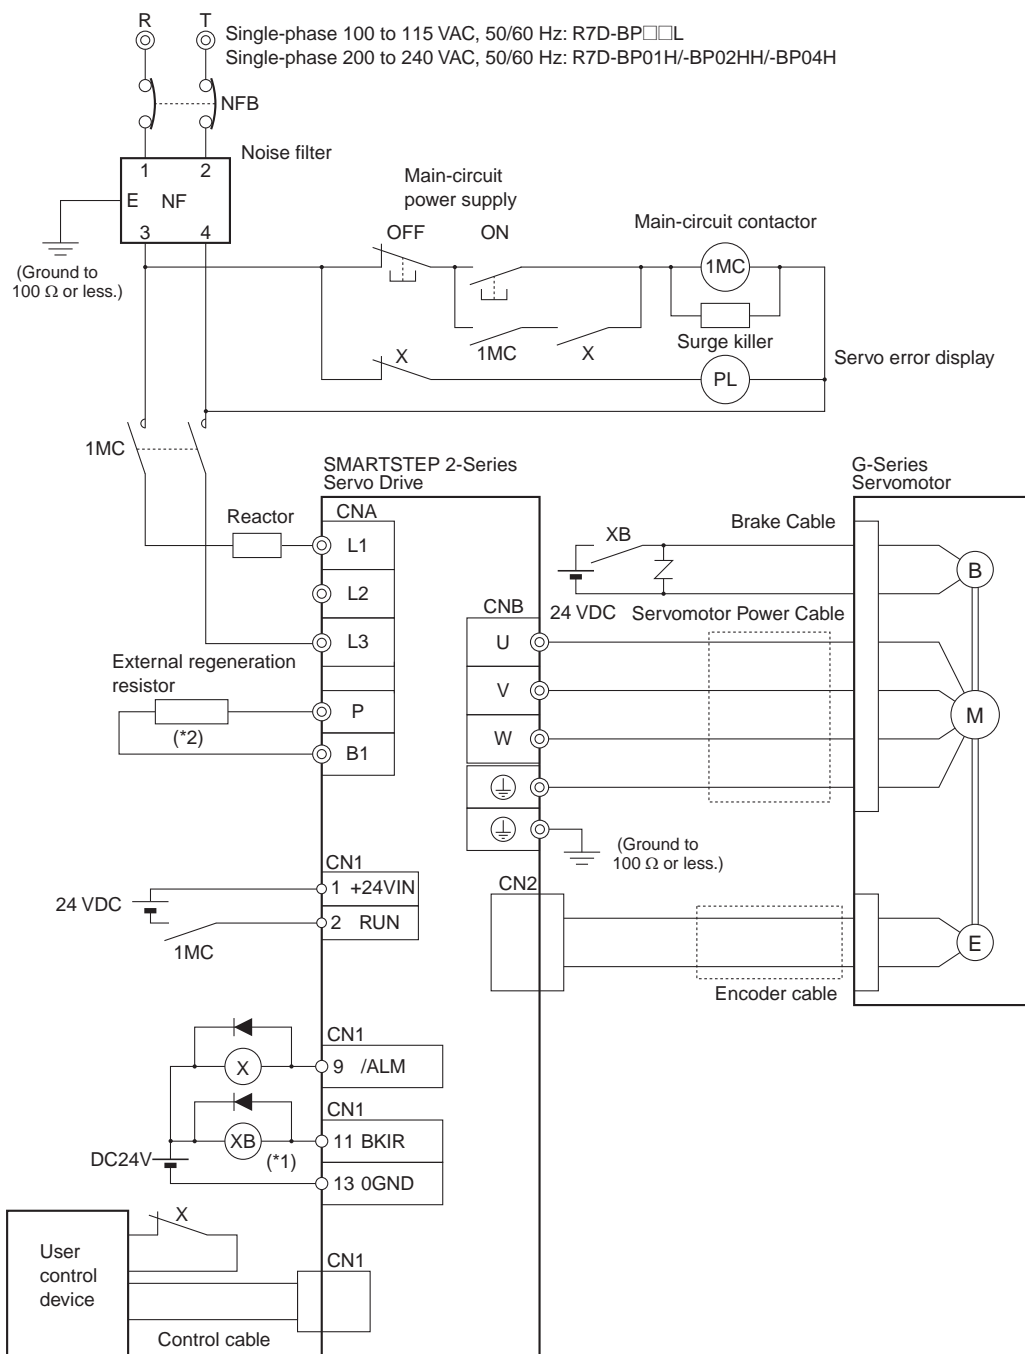 R T
Single-phase 100 to 115 VAC, 50/60 Hz: R7D-BP□□L
Single-phase 200 to 240 VAC, 50/60 Hz: R7D-BP01H/-BP02HH/-BP04H
NFB
Noise filter
1 2
E NF
3 4
(Ground to
100 Ω or less.)
Main-circuit
power supply
OFF ON
Main-circuit contactor
1MC
Surge killer
1MC X
X
PL
Servo error display
1MC
SMARTSTEP 2-Series
Servo Drive
G-Series
Servomotor
Reactor
CNA
L1
L2
L3
External regeneration
resistor
(*2)
P
B1
XB
Brake Cable
B
24 VDC
Servomotor Power Cable
CNB
U
V
W
M
(Ground to
100 Ω or less.)
CN1
24 VDC
1 +24VIN
2 RUN
1MC
CN2
E
Encoder cable
CN1
X
9 /ALM
CN1
XB
(*1)
11 BKIR
DC24V
13 0GND
X
User
control
device
CN1
Control cable